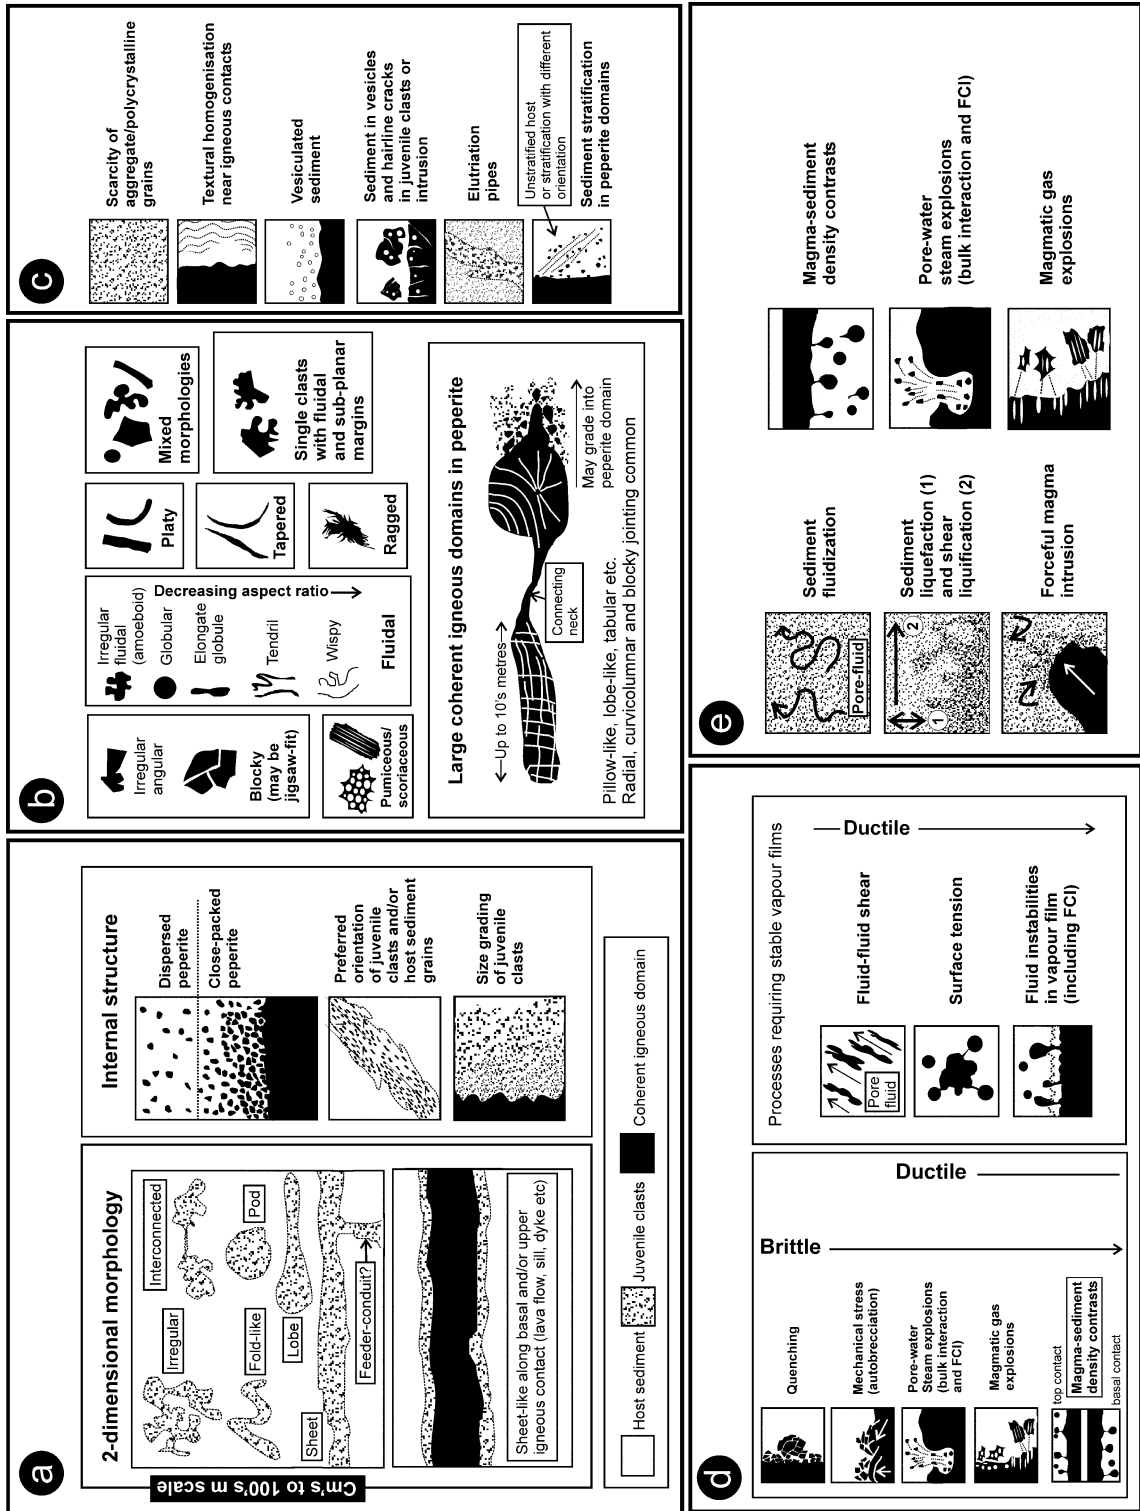 a
2-dimensional morphology
Cm's to 100's m scale
Irregular
Interconnected
Fold-like
Pod
Lobe
Sheet
Feeder-conduit?
Sheet-like along basal and/or upper
igneous contact (lava flow, sill, dyke etc)
Internal structure
Dispersed
peperite
Close-packed
peperite
Preferred
orientation
of juvenile
clasts and/or
host sediment
grains
Size grading
of juvenile
clasts
Host sediment
Juvenile clasts
Coherent igneous domain
b
Irregular
angular
Blocky
(may be
jigsaw-fit)
Pumiceous/
scoriaceous
Irregular
fluidal
(amoeboid)
Globular
Elongate
globule
Tendril
Wispy
Decreasing aspect ratio
Fluidal
Platy
Tapered
Ragged
Mixed
morphologies
Single clasts
with fluidal
and sub-planar
margins
Large coherent igneous domains in peperite
Up to 10's metres
Connecting
neck
May grade into
peperite domain
Pillow-like, lobe-like, tabular etc.
Radial, curvicolumnar and blocky jointing common
c
Scarcity of
aggregate/polycrystalline
grains
Textural homogenisation
near igneous contacts
Vesiculated
sediment
Sediment in vesicles
and hairline cracks
in juvenile clasts or
intrusion
Elutriation
pipes
Unstratified host
or stratification with different
orientation
Sediment stratification
in peperite domains
d
Quenching
Mechanical stress
(autobrecciation)
Pore-water
Steam explosions
(bulk interaction
and FCI)
Magmatic gas
explosions
top contact
Magma-sediment
density contrasts
basal contact
Brittle
Ductile
Processes requiring stable vapour films
Pore
fluid
Fluid-fluid shear
Surface tension
Fluid instabilities
in vapour film
(including FCI)
Ductile
e
Pore-fluid
Sediment
fluidization
1
2
Sediment
liquefaction (1)
and shear
liquification (2)
Forceful magma
intrusion
Magma-sediment
density contrasts
Pore-water
steam explosions
(bulk interaction and FCI)
Magmatic gas
explosions